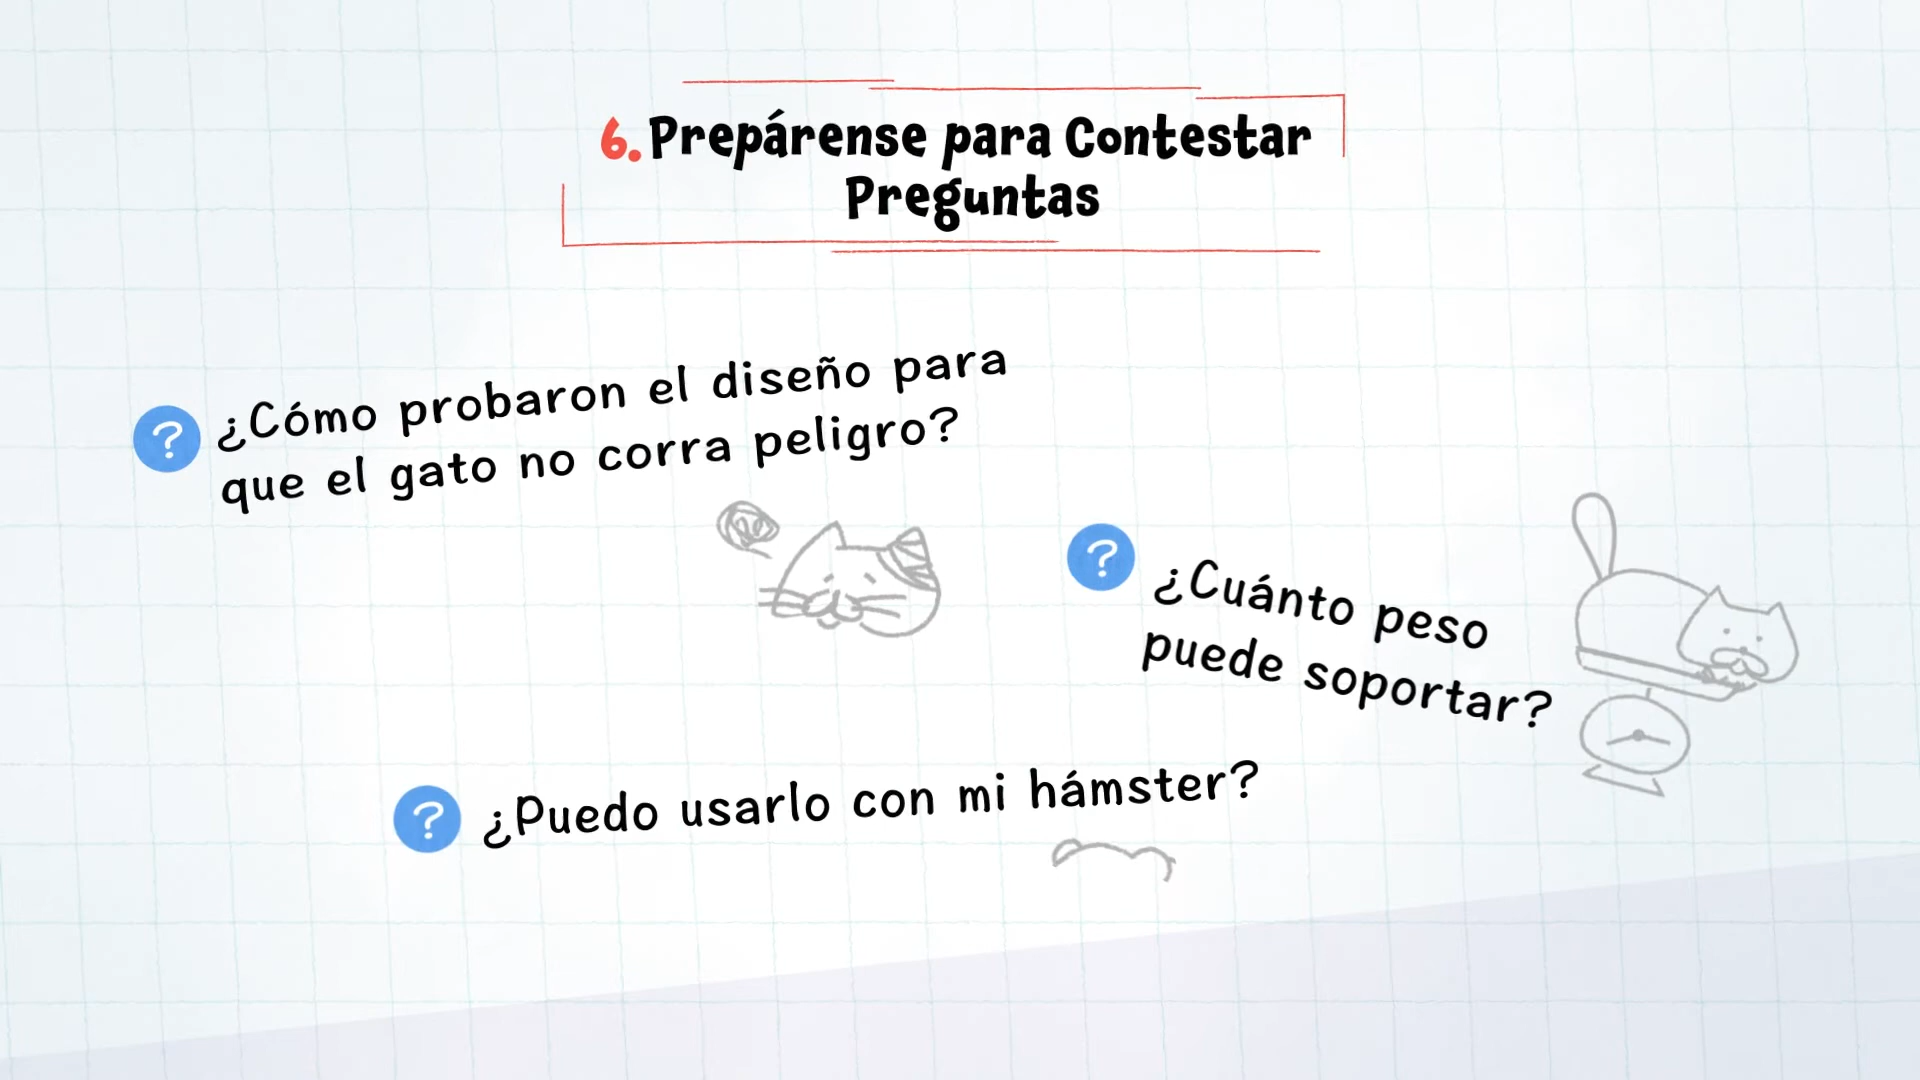 6. Prepárense para Contestar
Preguntas
? ¿Cómo probaron el diseño para
que el gato no corra peligro?
? ¿Cuánto peso
puede soportar?
? ¿Puedo usarlo con mi hámster?